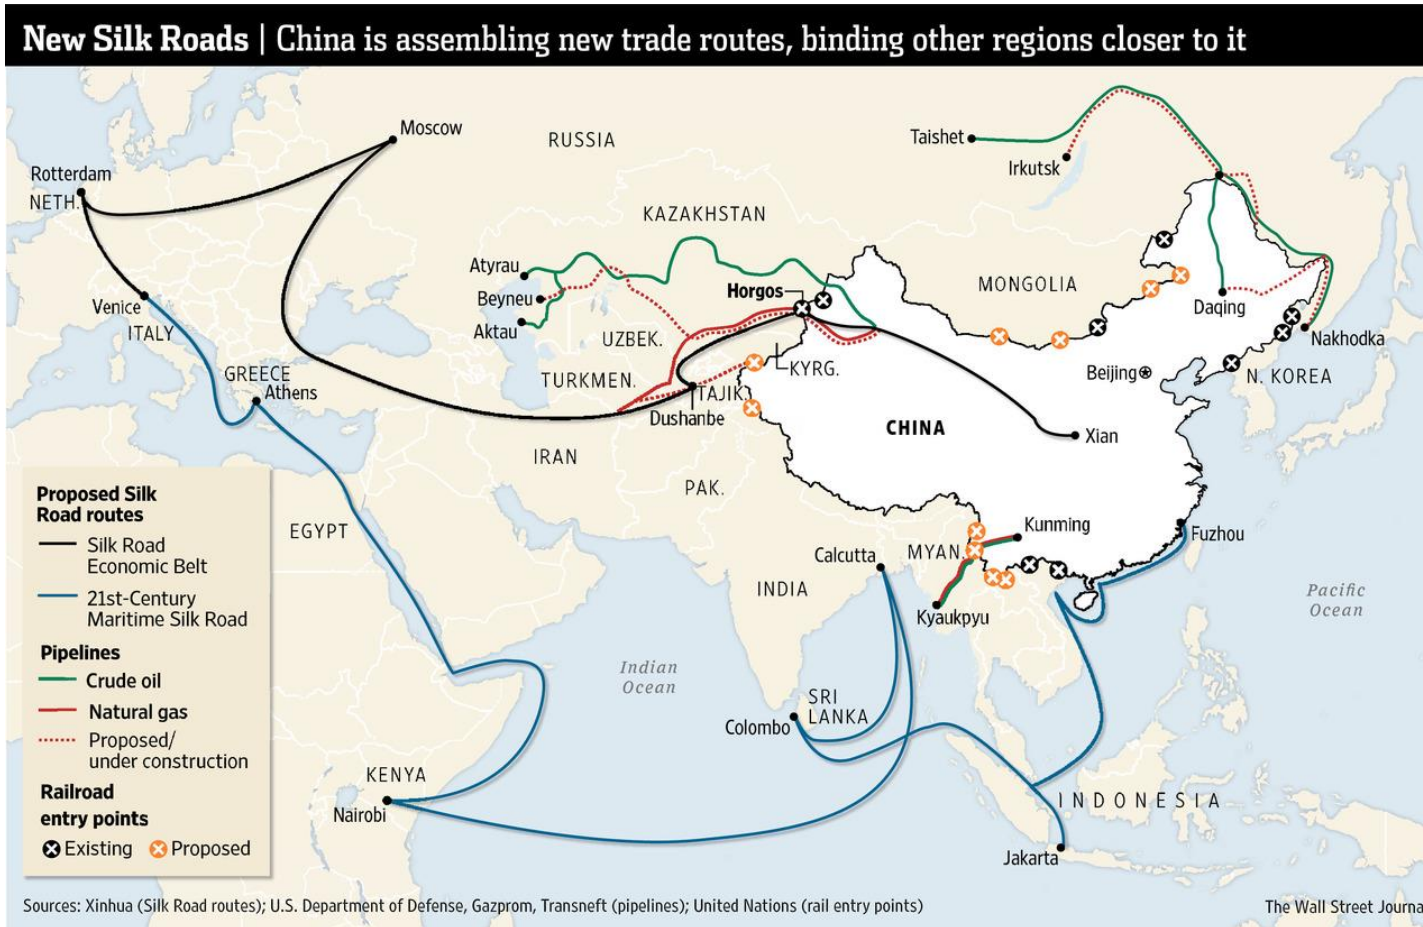 New Silk Roads | China is assembling new trade routes, binding other regions closer to it
Moscow
RUSSIA
Taishet
Irkutsk
Rotterdam
NETH.
KAZAKHSTAN
Atyrau
Beyneu
Aktau
Horgos
MONGOLIA
Venice
ITALY
UZBEK.
Daqing
Nakhodka
GREECE
Athens
TURKMEN.
KYRG.
TAJIK.
Dushanbe
Beijing
N. KOREA
CHINA
Xian
IRAN
PAK.
EGYPT
Kunming
Fuzhou
Calcutta
MYAN.
INDIA
Kyaukpyu
Pacific
Ocean
Indian
Ocean
SRI
LANKA
Colombo
KENYA
Nairobi
INDONESIA
Jakarta
Proposed Silk
Road routes
Silk Road
Economic Belt
21st-Century
Maritime Silk Road
Pipelines
Crude oil
Natural gas
Proposed/
under construction
Railroad
entry points
Existing Proposed
Sources: Xinhua (Silk Road routes); U.S. Department of Defense, Gazprom, Transneft (pipelines); United Nations (rail entry points)
The Wall Street Journa